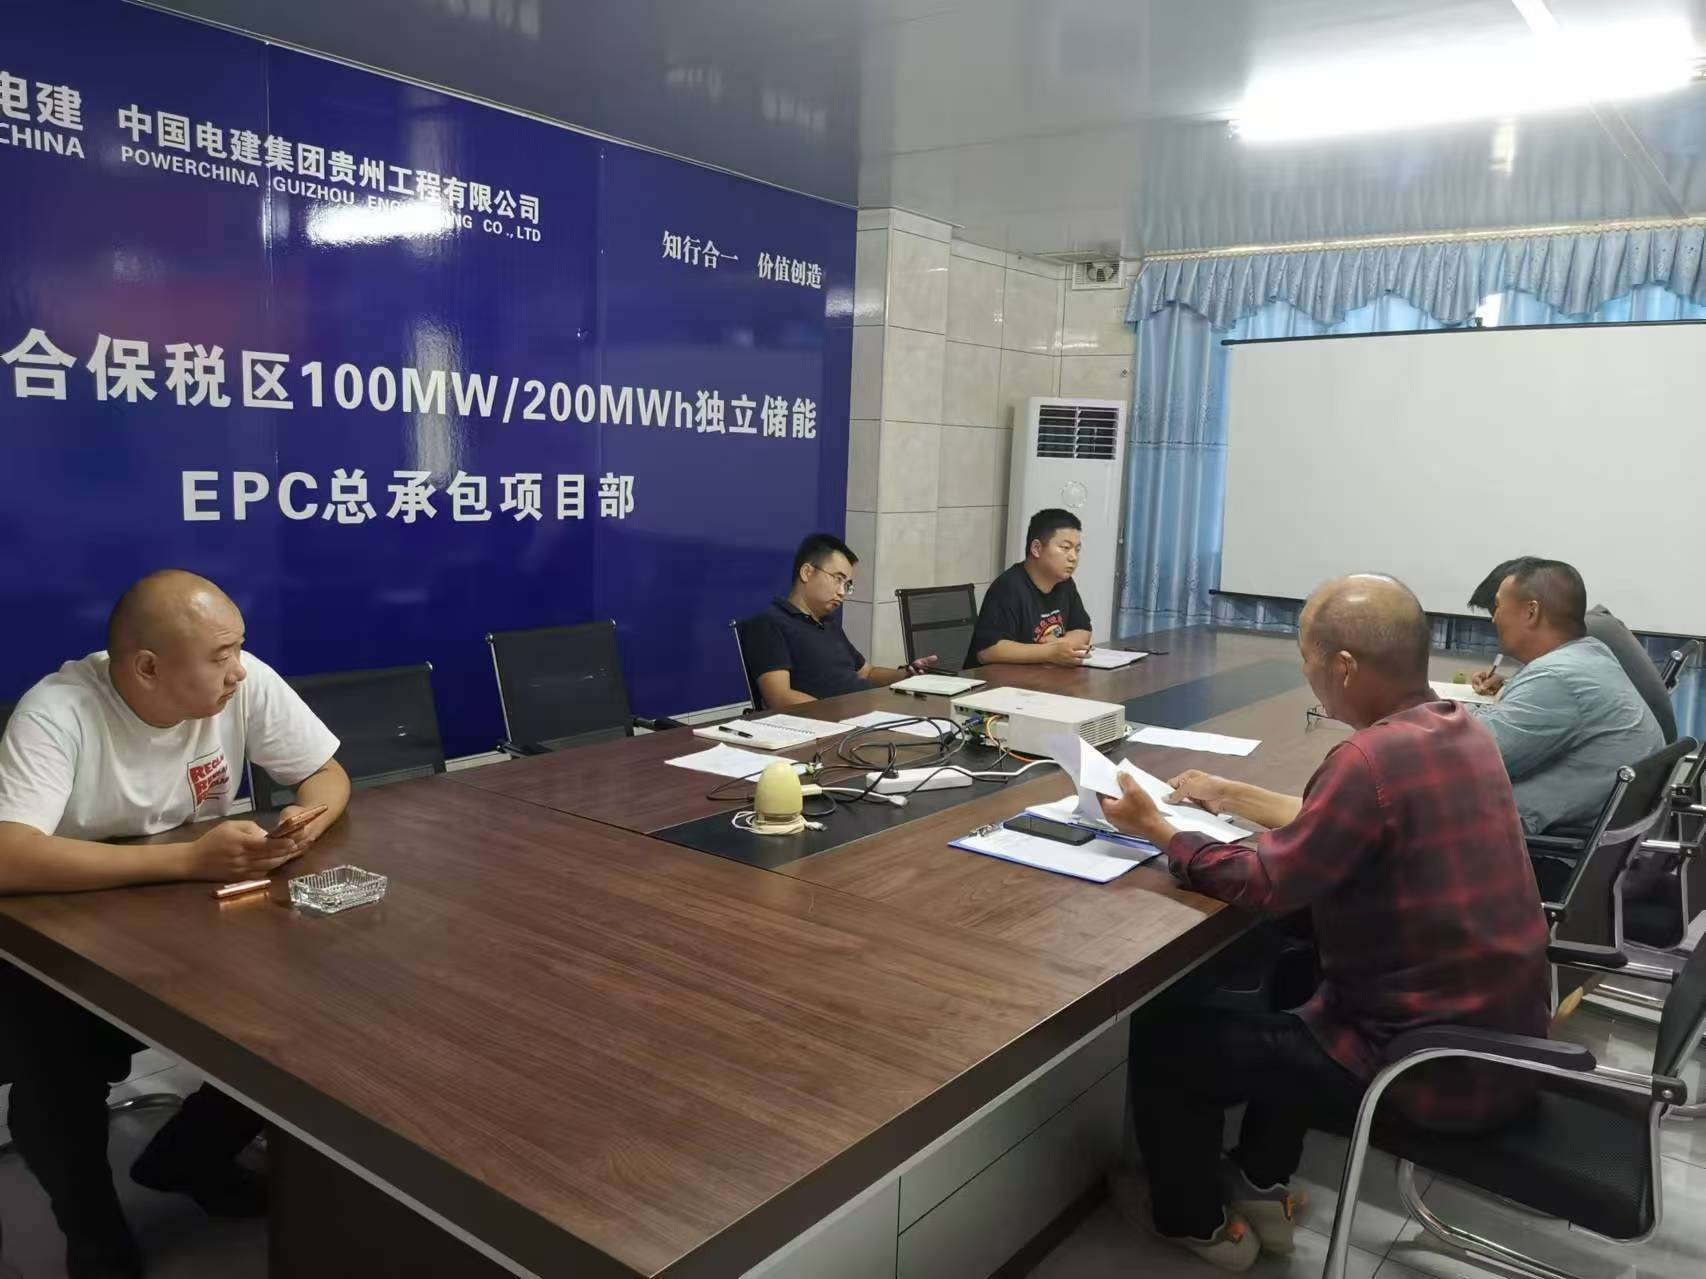 电建
CHINA
中国电建集团贵州工程有限公司
POWERCHINA GUIZHOU ENGINEERING CO.,LTD
知行合一 价值创造
合保税区100MW/200MWh独立储能
EPC总承包项目部